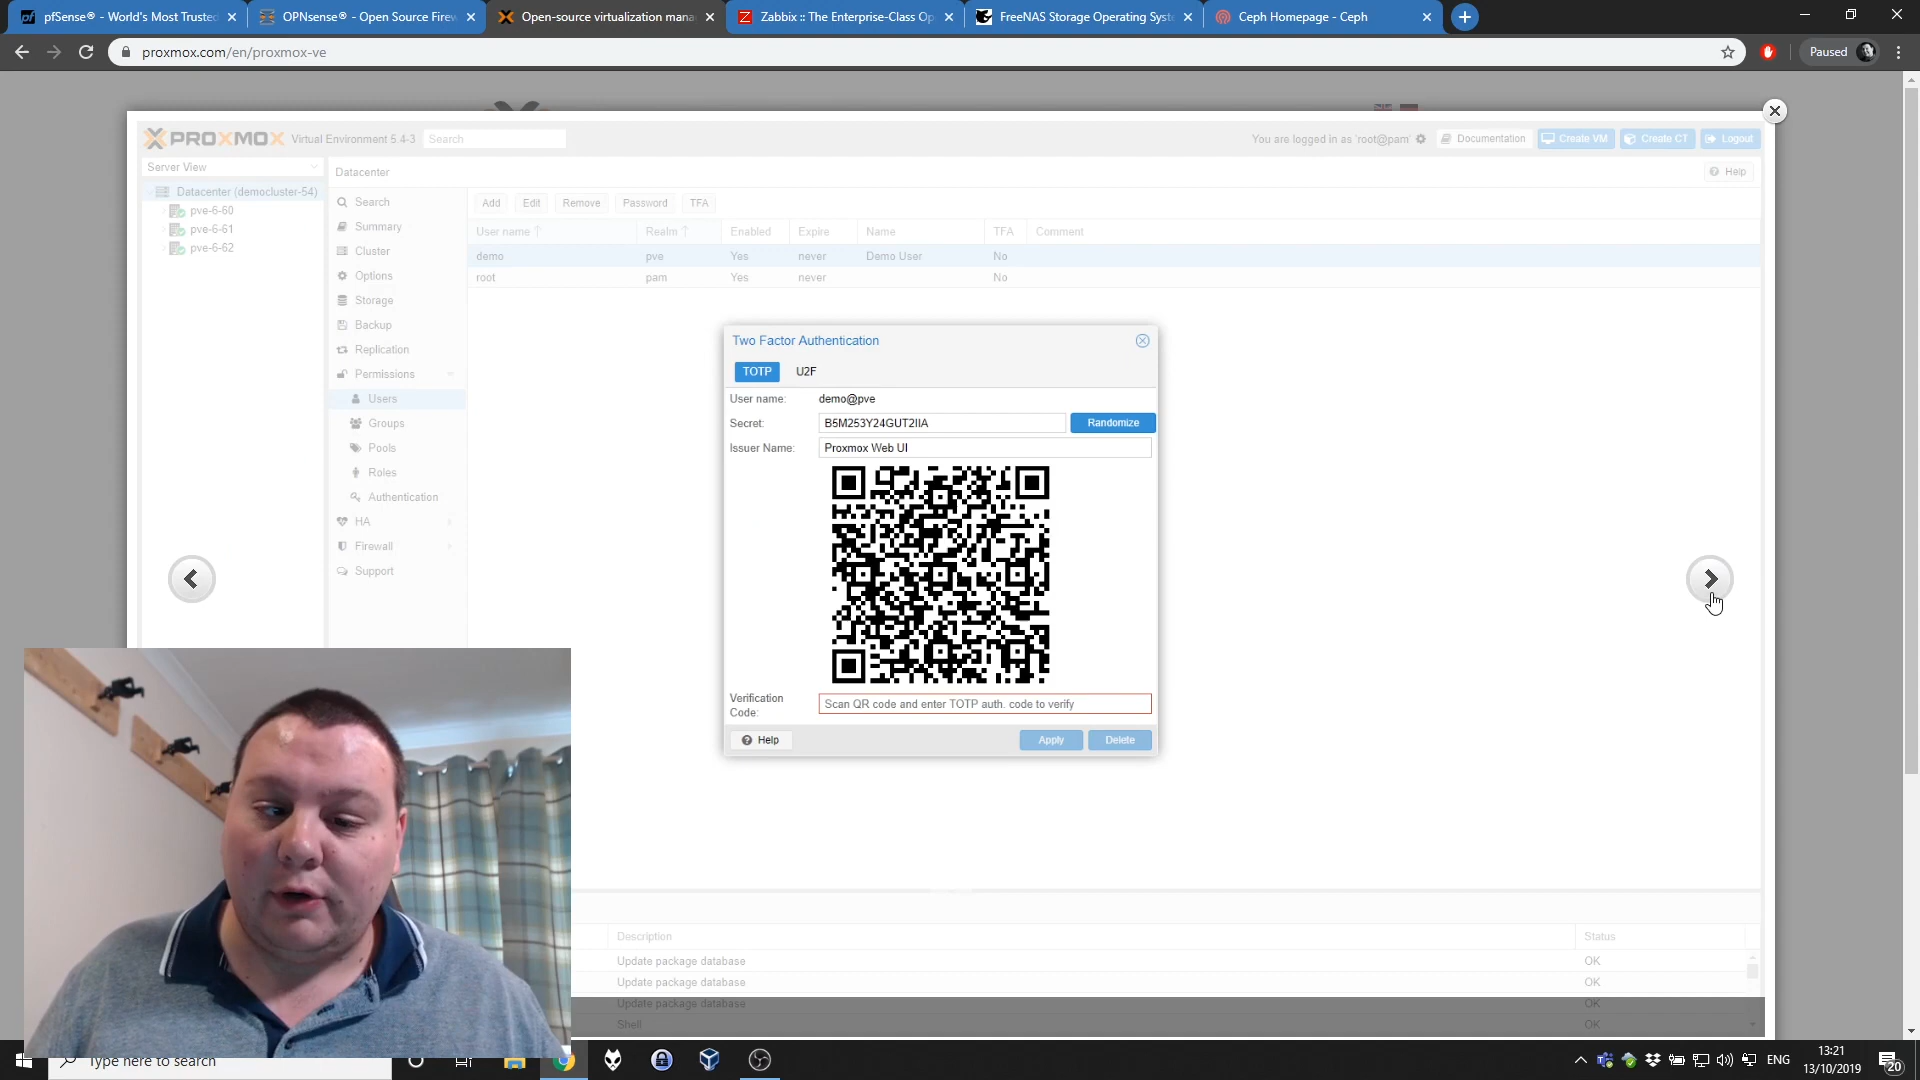 pfSense® - World's Most Trusted
OPNsense® - Open Source Firew
Open-source virtualization mana
Zabbix :: The Enterprise-Class Op
FreeNAS Storage Operating Syst
Ceph Homepage - Ceph
proxmox.com/en/proxmox-ve
Paused
PROXMOX Virtual Environment 5.4-3 Search
You are logged in as 'root@pam' Documentation Create VM Create CT Logout
Server View
Datacenter
Help
Datacenter (democluster-54)
pve-6-60
pve-6-61
pve-6-62
Search
Summary
Cluster
Options
Storage
Backup
Replication
Permissions
Users
Groups
Pools
Roles
Authentication
HA
Firewall
Support
Add Edit Remove Password TFA
User name Realm Enabled Expire Name TFA Comment
demo pve Yes never Demo User No
root pam Yes never No
Two Factor Authentication
TOTP U2F
User name: demo@pve
Secret: B5M253Y24GUT2IIA Randomize
Issuer Name: Proxmox Web UI
Verification Code: Scan QR code and enter TOTP auth. code to verify
Help Apply Delete
Description Status
Update package database OK
Update package database OK
Update package database OK
Shell OK
Type here to search
ENG
13:21
13/10/2019
20